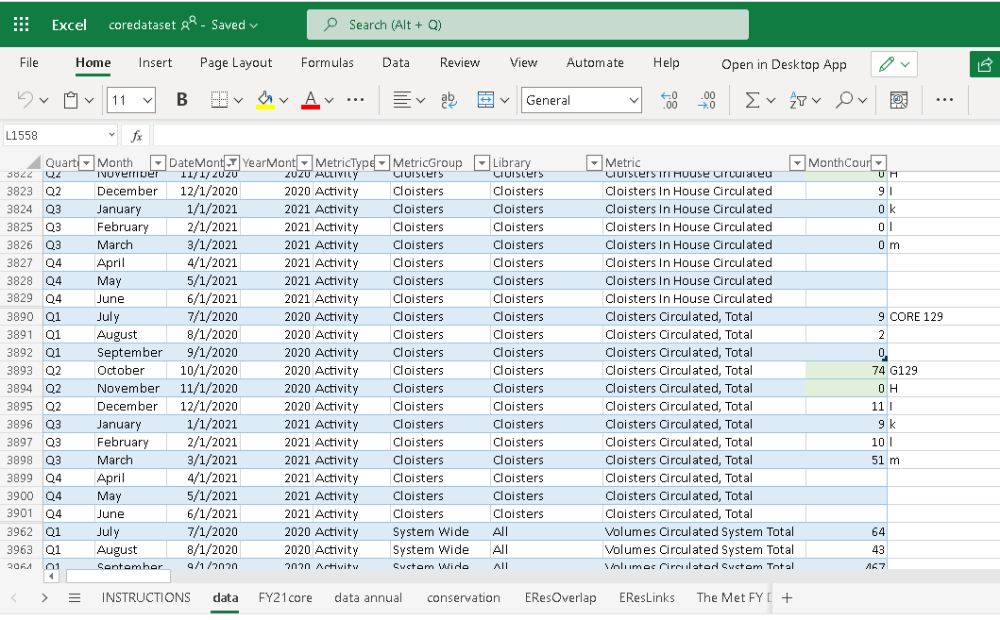 Excel coredataset - Saved Search (Alt + Q)
File Home Insert Page Layout Formulas Data Review View Automate Help Open in Desktop App
11 B A ab General .00 .00
L1558 fx
Quart Month DateMont YearMont MetricType MetricGroup Library Metric MonthCour
3822 Q2 November 11/1/2020 2020 Activity Cloisters Cloisters Cloisters In House Circulated 0 H
3823 Q2 December 12/1/2020 2020 Activity Cloisters Cloisters Cloisters In House Circulated 9 I
3824 Q3 January 1/1/2021 2021 Activity Cloisters Cloisters Cloisters In House Circulated 0 k
3825 Q3 February 2/1/2021 2021 Activity Cloisters Cloisters Cloisters In House Circulated 0 l
3826 Q3 March 3/1/2021 2021 Activity Cloisters Cloisters Cloisters In House Circulated 0 m
3827 Q4 April 4/1/2021 2021 Activity Cloisters Cloisters Cloisters In House Circulated
3828 Q4 May 5/1/2021 2021 Activity Cloisters Cloisters Cloisters In House Circulated
3829 Q4 June 6/1/2021 2021 Activity Cloisters Cloisters Cloisters In House Circulated
3890 Q1 July 7/1/2020 2020 Activity Cloisters Cloisters Cloisters Circulated, Total 9 CORE 129
3891 Q1 August 8/1/2020 2020 Activity Cloisters Cloisters Cloisters Circulated, Total 2
3892 Q1 September 9/1/2020 2020 Activity Cloisters Cloisters Cloisters Circulated, Total 0
3893 Q2 October 10/1/2020 2020 Activity Cloisters Cloisters Cloisters Circulated, Total 74 G129
3894 Q2 November 11/1/2020 2020 Activity Cloisters Cloisters Cloisters Circulated, Total 0 H
3895 Q2 December 12/1/2020 2020 Activity Cloisters Cloisters Cloisters Circulated, Total 11 I
3896 Q3 January 1/1/2021 2021 Activity Cloisters Cloisters Cloisters Circulated, Total 9 k
3897 Q3 February 2/1/2021 2021 Activity Cloisters Cloisters Cloisters Circulated, Total 10 l
3898 Q3 March 3/1/2021 2021 Activity Cloisters Cloisters Cloisters Circulated, Total 51 m
3899 Q4 April 4/1/2021 2021 Activity Cloisters Cloisters Cloisters Circulated, Total
3900 Q4 May 5/1/2021 2021 Activity Cloisters Cloisters Cloisters Circulated, Total
3901 Q4 June 6/1/2021 2021 Activity Cloisters Cloisters Cloisters Circulated, Total
3962 Q1 July 7/1/2020 2020 Activity System Wide All Volumes Circulated System Total 64
3963 Q1 August 8/1/2020 2020 Activity System Wide All Volumes Circulated System Total 43
3964 Q1 September 9/1/2020 2020 Activity System Wide All Volumes Circulated System Total 467
INSTRUCTIONS data FY21core data annual conservation EResOverlap EResLinks The Met FY